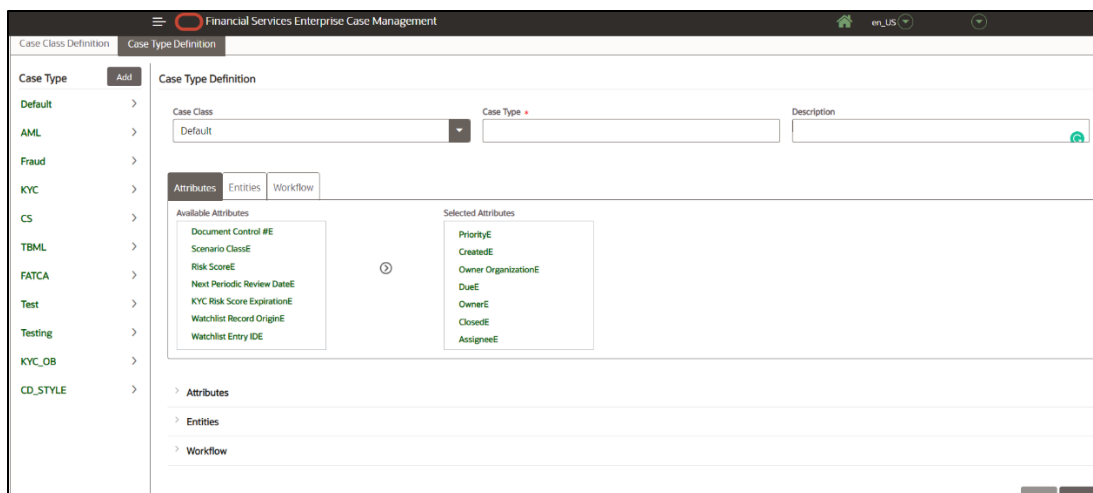 Financial Services Enterprise Case Management
en_US
Case Class Definition
Case Type Definition
Case Type
Add
Default
AML
Fraud
KYC
CS
TBML
FATCA
Test
Testing
KYC_OB
CD_STYLE
Case Type Definition
Case Class
Default
Case Type *
Description
Attributes
Entities
Workflow
Available Attributes
Document Control #E
Scenario ClassE
Risk ScoreE
Next Periodic Review DateE
KYC Risk Score ExpirationE
Watchlist Record OriginE
Watchlist Entry IDE
Selected Attributes
PriorityE
CreatedE
Owner OrganizationE
DueE
OwnerE
ClosedE
AssigneeE
Attributes
Entities
Workflow